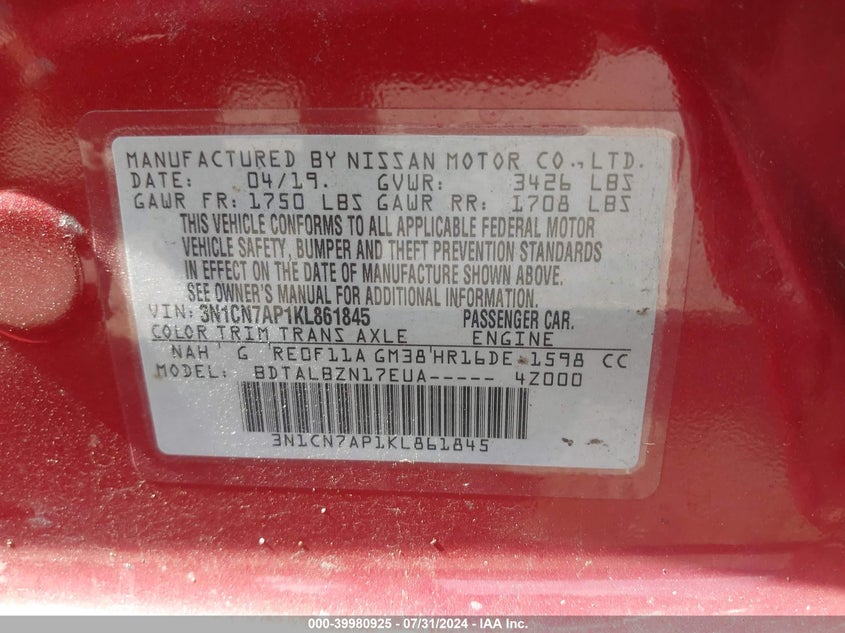 MANUFACTURED BY NISSAN MOTOR CO., LTD.
DATE: 04/19. GVWR: 3426 LBS
GAWR FR: 1750 LBS GAWR RR: 1708 LBS
THIS VEHICLE CONFORMS TO ALL APPLICABLE FEDERAL MOTOR
VEHICLE SAFETY, BUMPER AND THEFT PREVENTION STANDARDS
IN EFFECT ON THE DATE OF MANUFACTURE SHOWN ABOVE.
SEE OWNER'S MANUAL FOR ADDITIONAL INFORMATION.
VIN: 3N1CN7AP1KL861845 PASSENGER CAR.
COLOR TRIM TRANS AXLE ENGINE
NAH G RE0F11A GM38 HR16DE 1598 CC
MODEL: BDTALBZN17EUA----- 4Z000
3N1CN7AP1KL861845
000-39980925 - 07/31/2024 - IAA Inc.